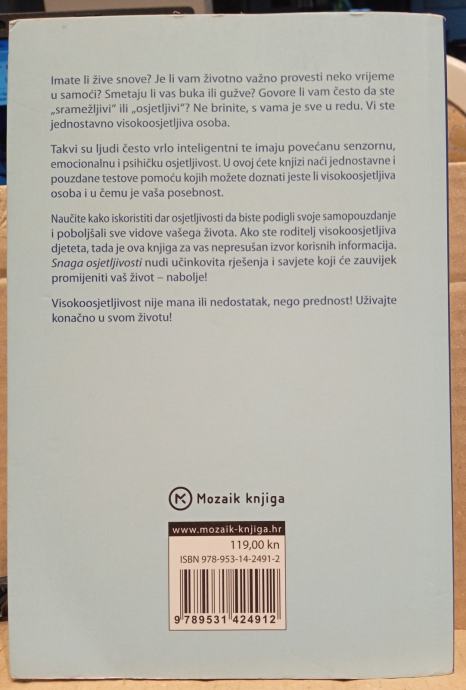 Imate li žive snove? Je li vam životno važno provesti neko vrijeme
u samoći? Smetaju li vas buka ili gužve? Govore li vam često da ste
„sramežljivi“ ili „osjetljivi“? Ne brinite, s vama je sve u redu. Vi ste
jednostavno visokoosjetljiva osoba.
Takvi su ljudi često vrlo inteligentni te imaju povećanu senzornu,
emocionalnu i psihičku osjetljivost. U ovoj ćete knjizi naći jednostavne i
pouzdane testove pomoću kojih možete doznati jeste li visokoosjetljiva
osoba i u čemu je vaša posebnost.
Naučite kako iskoristiti dar osjetljivosti da biste podigli svoje samopouzdanje
i poboljšali sve vidove vašega života. Ako ste roditelj visokoosjetljiva
djeteta, tada je ova knjiga za vas nepresušan izvor korisnih informacija.
Snaga osjetljivosti nudi učinkovita rješenja i savjete koji će zauvijek
promijeniti vaš život – nabolje!
Visokoosjetljivost nije mana ili nedostatak, nego prednost! Uživajte
konačno u svom životu!
Mozaik knjiga
www.mozaik-knjiga.hr
119,00 kn
ISBN 978-953-14-2491-2
9 789531 424912